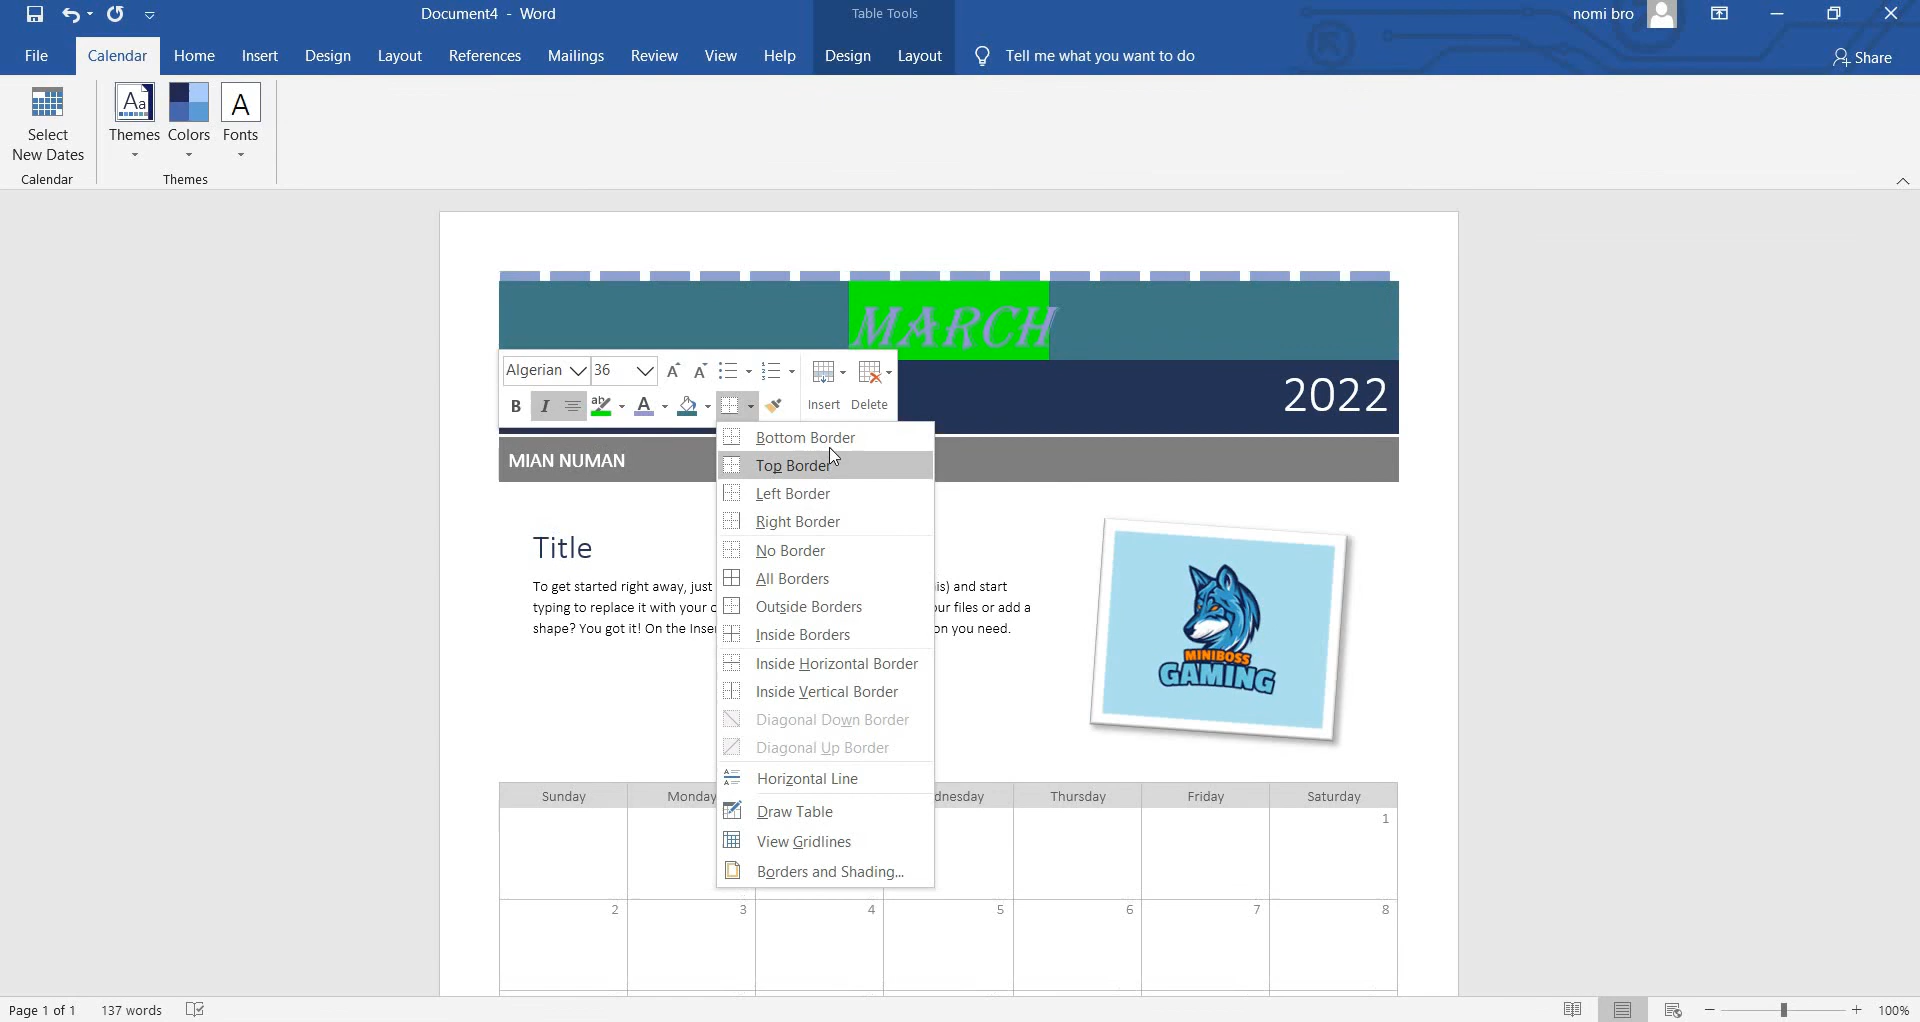 Document4 - Word
Table Tools
nomi bro
File
Calendar
Home
Insert
Design
Layout
References
Mailings
Review
View
Help
Design
Layout
Tell me what you want to do
Share
Select
New Dates
Aa
Themes
Colors
A
Fonts
Calendar
Themes
MARCH
Algerian
36
B I
Insert
Delete
2022
MIAN NUMAN
Bottom Border
Top Border
Left Border
Right Border
No Border
All Borders
Outside Borders
Inside Borders
Inside Horizontal Border
Inside Vertical Border
Diagonal Down Border
Diagonal Up Border
Horizontal Line
Draw Table
View Gridlines
Borders and Shading...
Title
To get started right away, just
is) and start
typing to replace it with your
ur files or add a
shape? You got it! On the
on you need.
MINIBOSS
GAMING
Sunday
Monday
dnesday
Thursday
Friday
Saturday
1
2
3
4
5
6
7
8
Page 1 of 1
137 words
100%